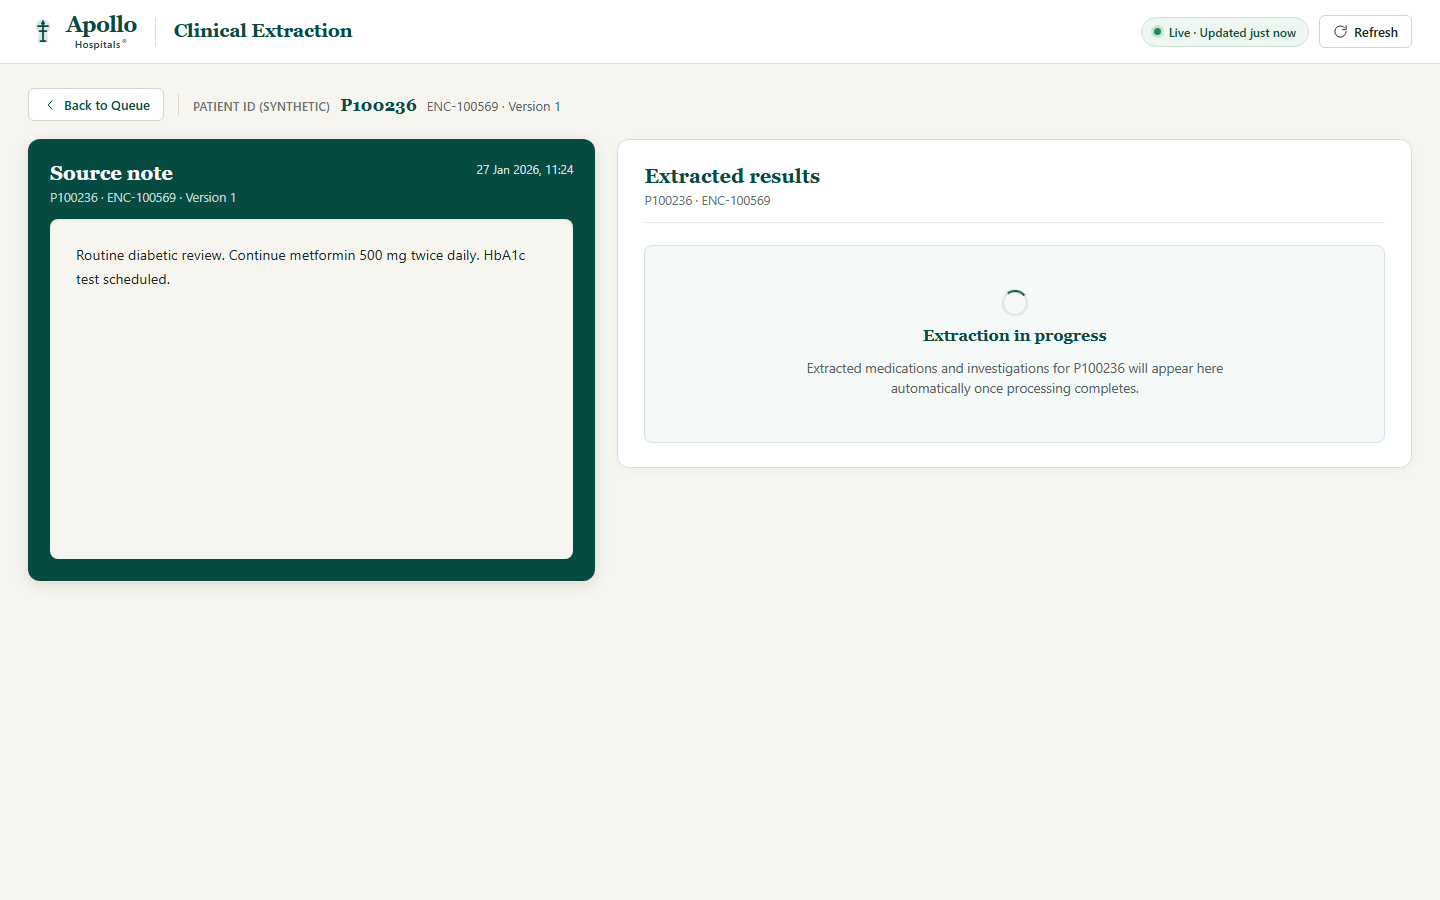 Apollo
Hospitals®
Clinical Extraction
Live · Updated just now
Refresh
Back to Queue
PATIENT ID (SYNTHETIC) P100236 ENC-100569 · Version 1
Source note
27 Jan 2026, 11:24
P100236 · ENC-100569 · Version 1
Routine diabetic review. Continue metformin 500 mg twice daily. HbA1c
test scheduled.
Extracted results
P100236 · ENC-100569
Extraction in progress
Extracted medications and investigations for P100236 will appear here
automatically once processing completes.